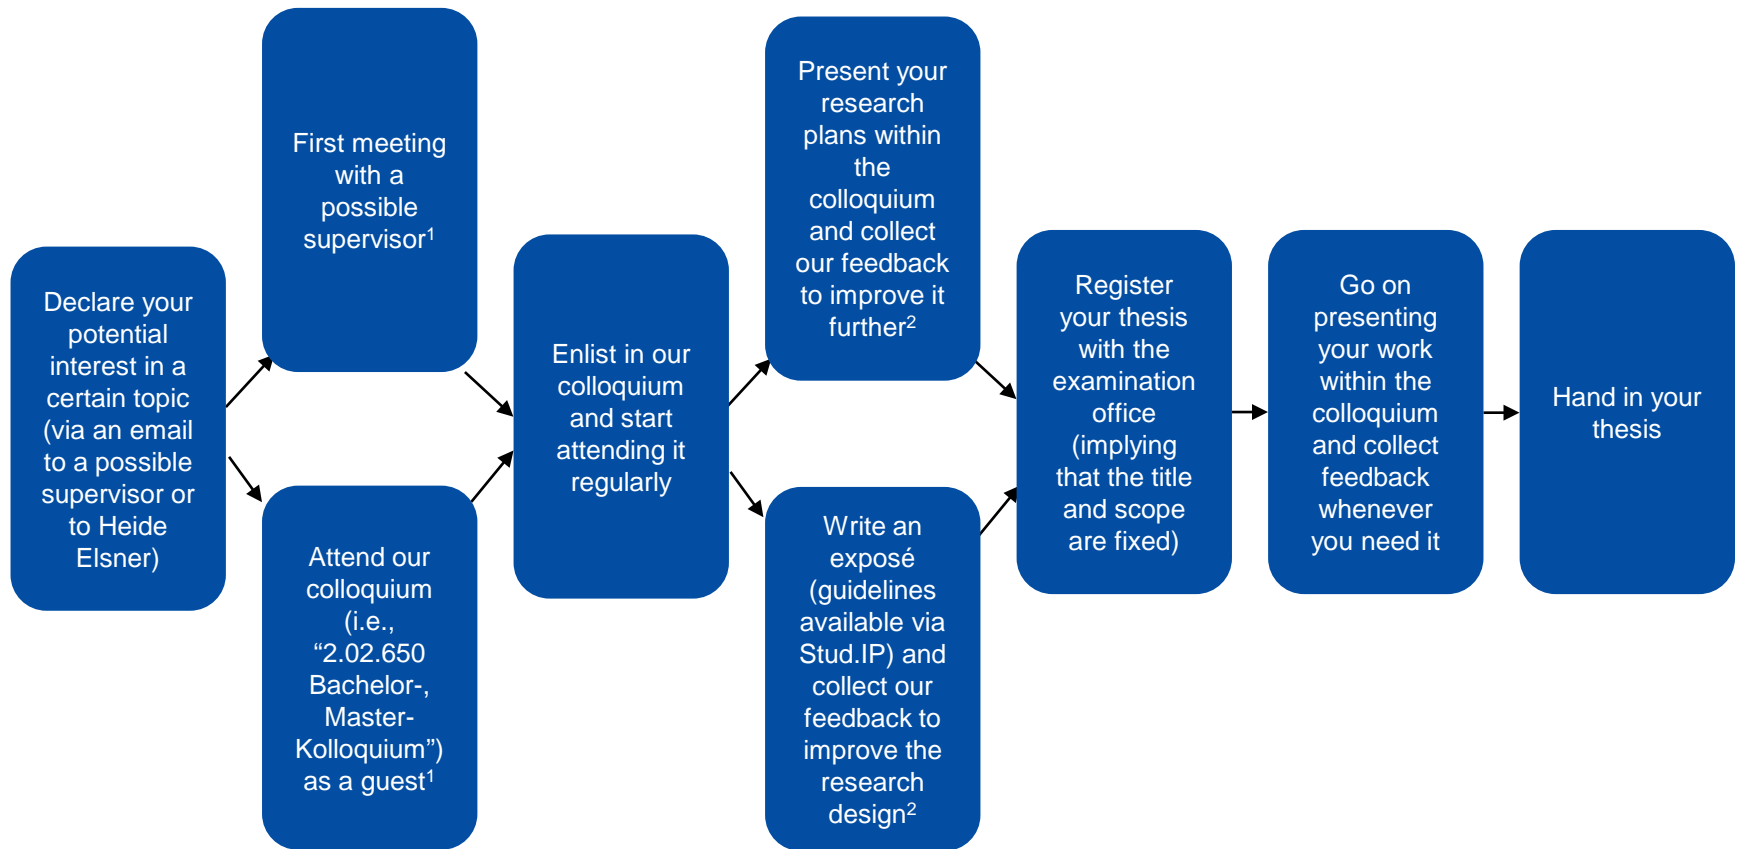 Declare your
potential
interest in a
certain topic
(via an email
to a possible
supervisor or
to Heide
Elsner)
First meeting
with a
possible
supervisor¹
Attend our
colloquium
(i.e.,
“2.02.650
Bachelor-,
Master-
Kolloquium”)
as a guest¹
Enlist in our
colloquium
and start
attending it
regularly
Present your
research
plans within
the
colloquium
and collect
our feedback
to improve it
further²
Write an
exposé
(guidelines
available via
Stud.IP) and
collect our
feedback to
improve the
research
design²
Register
your thesis
with the
examination
office
(implying
that the title
and scope
are fixed)
Go on
presenting
your work
within the
colloquium
and collect
feedback
whenever
you need it
Hand in your
thesis